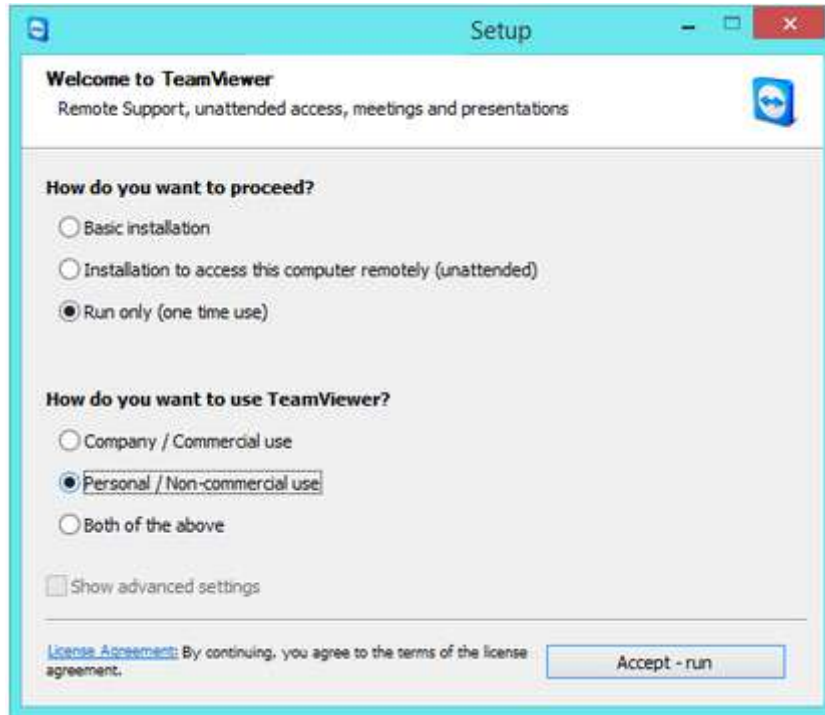 Setup
Welcome to TeamViewer
Remote Support, unattended access, meetings and presentations
How do you want to proceed?
Basic installation
Installation to access this computer remotely (unattended)
Run only (one time use)
How do you want to use TeamViewer?
Company / Commercial use
Personal / Non-commercial use
Both of the above
Show advanced settings
License Agreement: By continuing, you agree to the terms of the license
agreement.
Accept - run